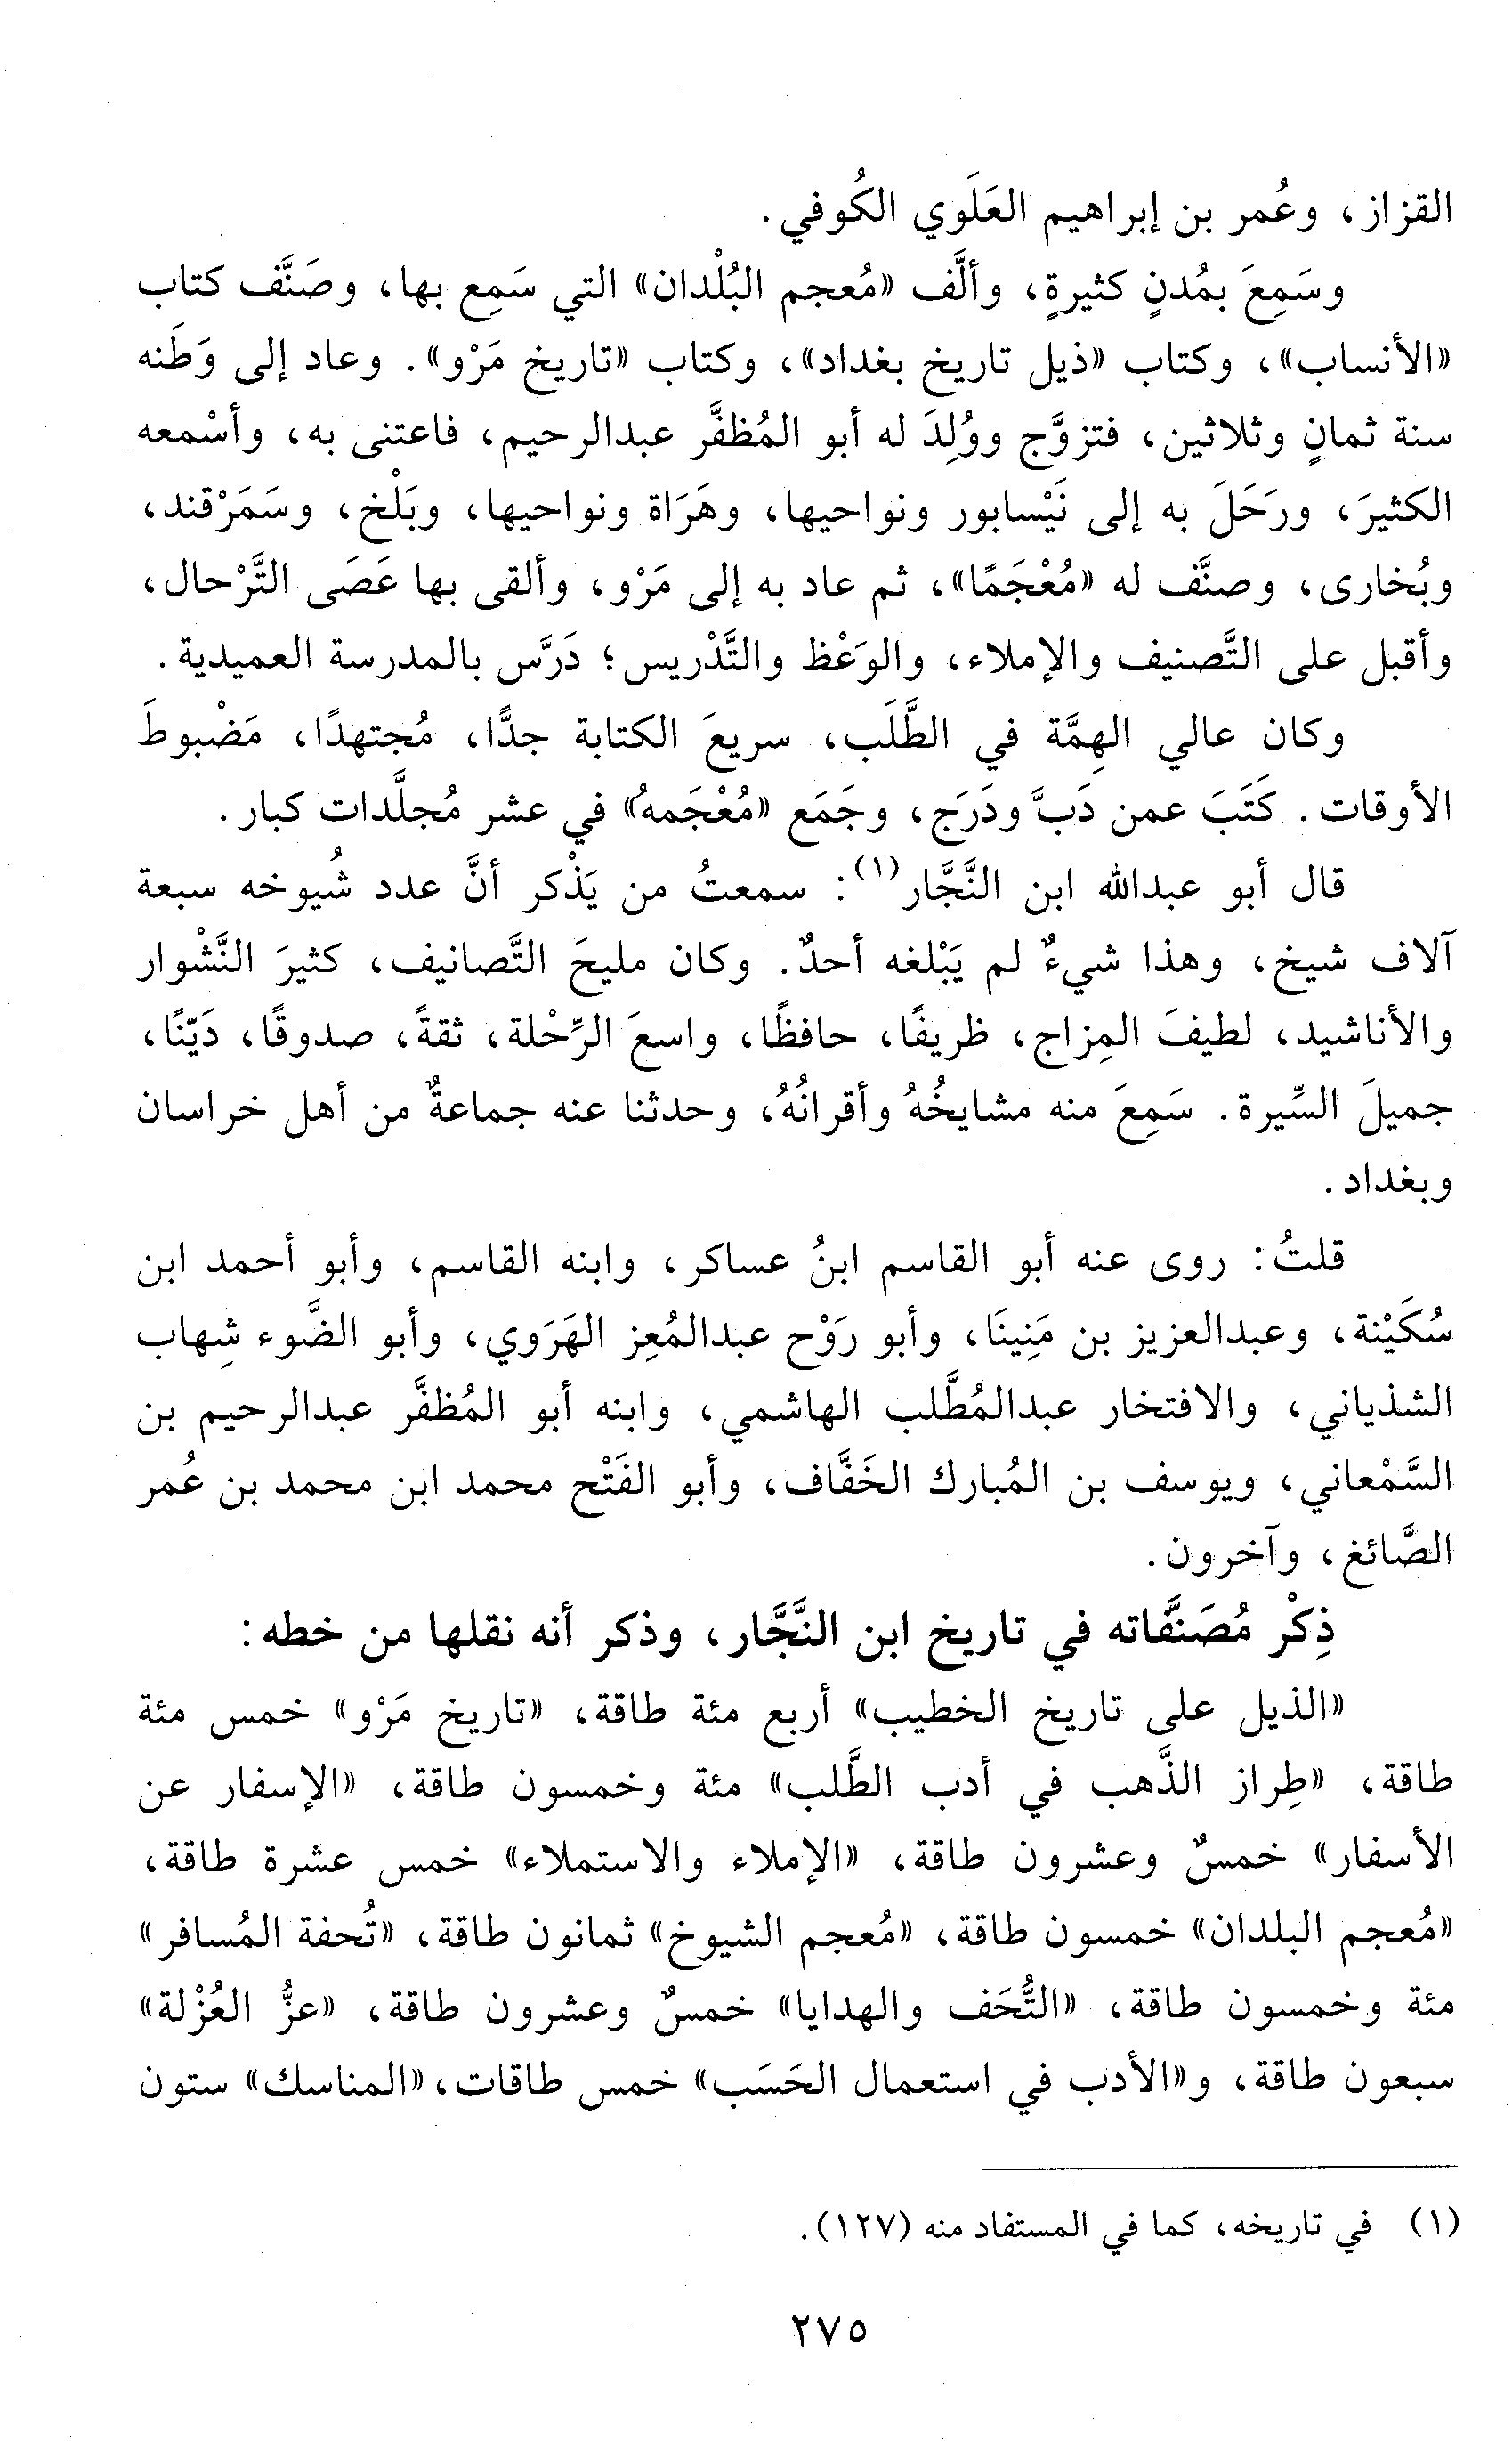 القزاز، وعُمر بن إبراهيم العَلَوي الكُوفي.
وسَمِعَ بمُدنٍ كثيرةٍ، وألَّف «مُعجم البُلْدان» التي سَمِع بها، وصَنَّف كتاب
«الأنساب»، وكتاب «ذيل تاريخ بغداد»، وكتاب «تاريخ مَرْو». وعاد إلى وَطَنه
سنة ثمانٍ وثلاثين، فتزوَّج ووُلِدَ له أبو المُظفَّر عبدالرحيم، فاعتنى به، وأسْمعه
الكثيرَ، ورَحَلَ به إلى نَيْسابور ونواحيها، وهَرَاة ونواحيها، وبَلْخ، وسَمَرْقند،
وبُخارى، وصنَّف له «مُعْجَمًا»، ثم عاد به إلى مَرْو، وألقى بها عَصَى التَّرْحال،
وأقبل على التَّصنيف والإملاء، والوَعْظ والتَّدْريس؛ دَرَّس بالمدرسة العميدية.
وكان عالي الهِمَّة في الطَّلَب، سريعَ الكتابة جدًّا، مُجتهدًا، مَضْبوطَ
الأوقات. كَتَبَ عمن دَبَّ ودَرَج، وجَمَع «مُعْجَمهُ» في عشر مُجلَّدات كبار.
قال أبو عبدالله ابن النَّجَّار(١): سمعتُ من يَذْكر أنَّ عدد شُيوخه سبعة
آلاف شيخ، وهذا شيءٌ لم يَبْلغه أحدٌ. وكان مليحَ التَّصانيف، كثيرَ النَّشْوار
والأناشيد، لطيفَ المِزاج، ظريفًا، حافظًا، واسعَ الرِّحْلة، ثقةً، صدوقًا، دَيّنًا،
جميلَ السِّيرة. سَمِعَ منه مشايخُهُ وأقرانُهُ، وحدثنا عنه جماعةٌ من أهل خراسان
وبغداد.
قلتُ: روى عنه أبو القاسم ابنُ عساكر، وابنه القاسم، وأبو أحمد ابن
سُكَيْنة، وعبدالعزيز بن مَنِينَا، وأبو رَوْح عبدالمُعِز الهَرَوي، وأبو الضَّوء شِهاب
الشذياني، والافتخار عبدالمُطَّلب الهاشمي، وابنه أبو المُظفَّر عبدالرحيم بن
السَّمْعاني، ويوسف بن المُبارك الخَفَّاف، وأبو الفَتْح محمد ابن محمد بن عُمر
الصَّائغ، وآخرون.
ذِكْر مُصَنَّفاته في تاريخ ابن النَّجَّار، وذكر أنه نقلها من خطه:
«الذيل على تاريخ الخطيب» أربع مئة طاقة، «تاريخ مَرْو» خمس مئة
طاقة، «طِراز الذَّهب في أدب الطَّلب» مئة وخمسون طاقة، «الإسفار عن
الأسفار» خمسٌ وعشرون طاقة، «الإملاء والاستملاء» خمس عشرة طاقة،
«مُعجم البلدان» خمسون طاقة، «مُعجم الشيوخ» ثمانون طاقة، «تُحفة المُسافر»
مئة وخمسون طاقة، «التُّحَف والهدايا» خمسٌ وعشرون طاقة، «عزُّ العُزْلة»
سبعون طاقة، و«الأدب في استعمال الحَسَب» خمس طاقات،«المناسك» ستون
(١) في تاريخه، كما في المستفاد منه (١٢٧).
٢٧٥